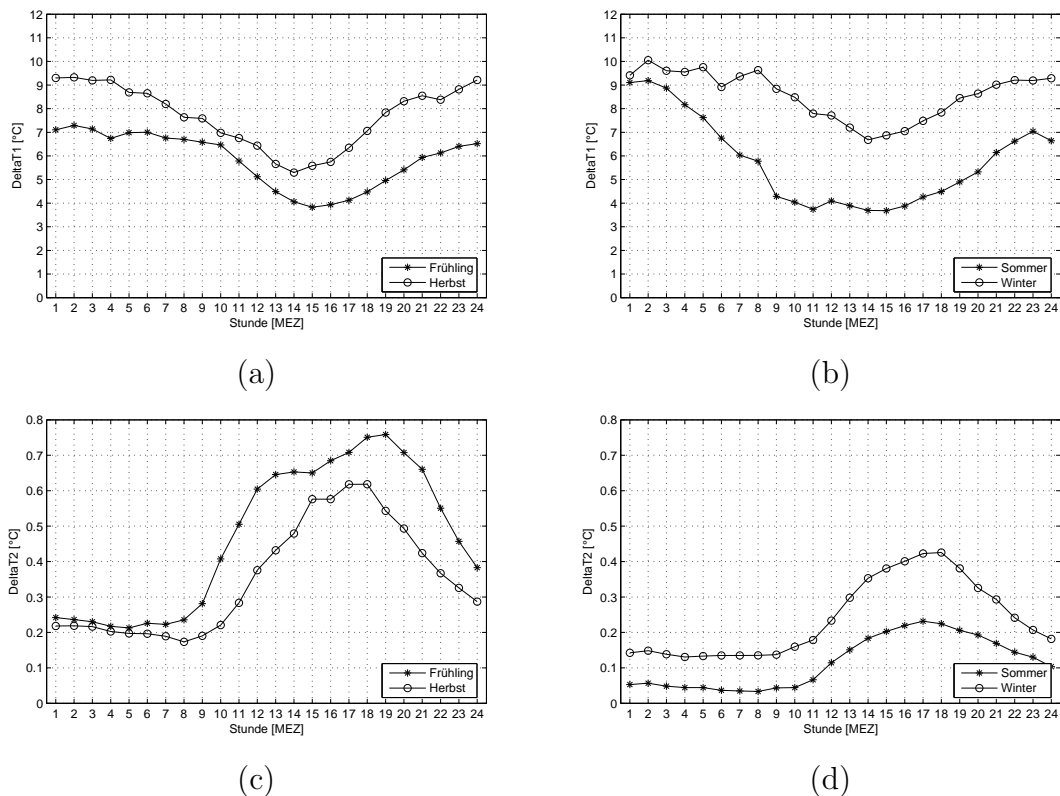 12
11
10
9
8
7
6
5
4
3
2
1
0
DeltaT1 [°C]
1 2 3 4 5 6 7 8 9 10 11 12 13 14 15 16 17 18 19 20 21 22 23 24
Stunde [MEZ]
Frühling
Herbst
(a)
12
11
10
9
8
7
6
5
4
3
2
1
0
DeltaT1 [°C]
1 2 3 4 5 6 7 8 9 10 11 12 13 14 15 16 17 18 19 20 21 22 23 24
Stunde [MEZ]
Sommer
Winter
(b)
0.8
0.7
0.6
0.5
0.4
0.3
0.2
0.1
0
DeltaT2 [°C]
1 2 3 4 5 6 7 8 9 10 11 12 13 14 15 16 17 18 19 20 21 22 23 24
Stunde [MEZ]
Frühling
Herbst
(c)
0.8
0.7
0.6
0.5
0.4
0.3
0.2
0.1
0
DeltaT2 [°C]
1 2 3 4 5 6 7 8 9 10 11 12 13 14 15 16 17 18 19 20 21 22 23 24
Stunde [MEZ]
Sommer
Winter
(d)